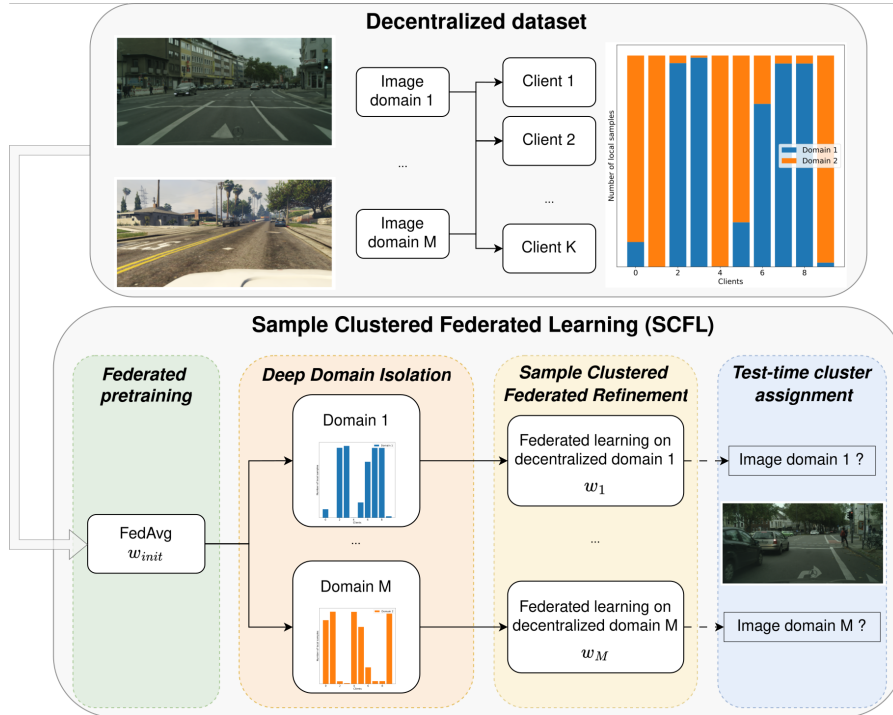 Decentralized dataset
Image
domain 1
...
Image
domain M
Client 1
Client 2
...
Client K
Number of local samples
Domain 1
Domain 2
0
2
4
6
8
Clients
Sample Clustered Federated Learning (SCFL)
Federated
pretraining
FedAvg
w_init
Deep Domain Isolation
Domain 1
...
Domain M
Sample Clustered
Federated Refinement
Federated learning on
decentralized domain 1
w_1
...
Federated learning on
decentralized domain M
w_M
Test-time cluster
assignment
Image domain 1 ?
Image domain M ?